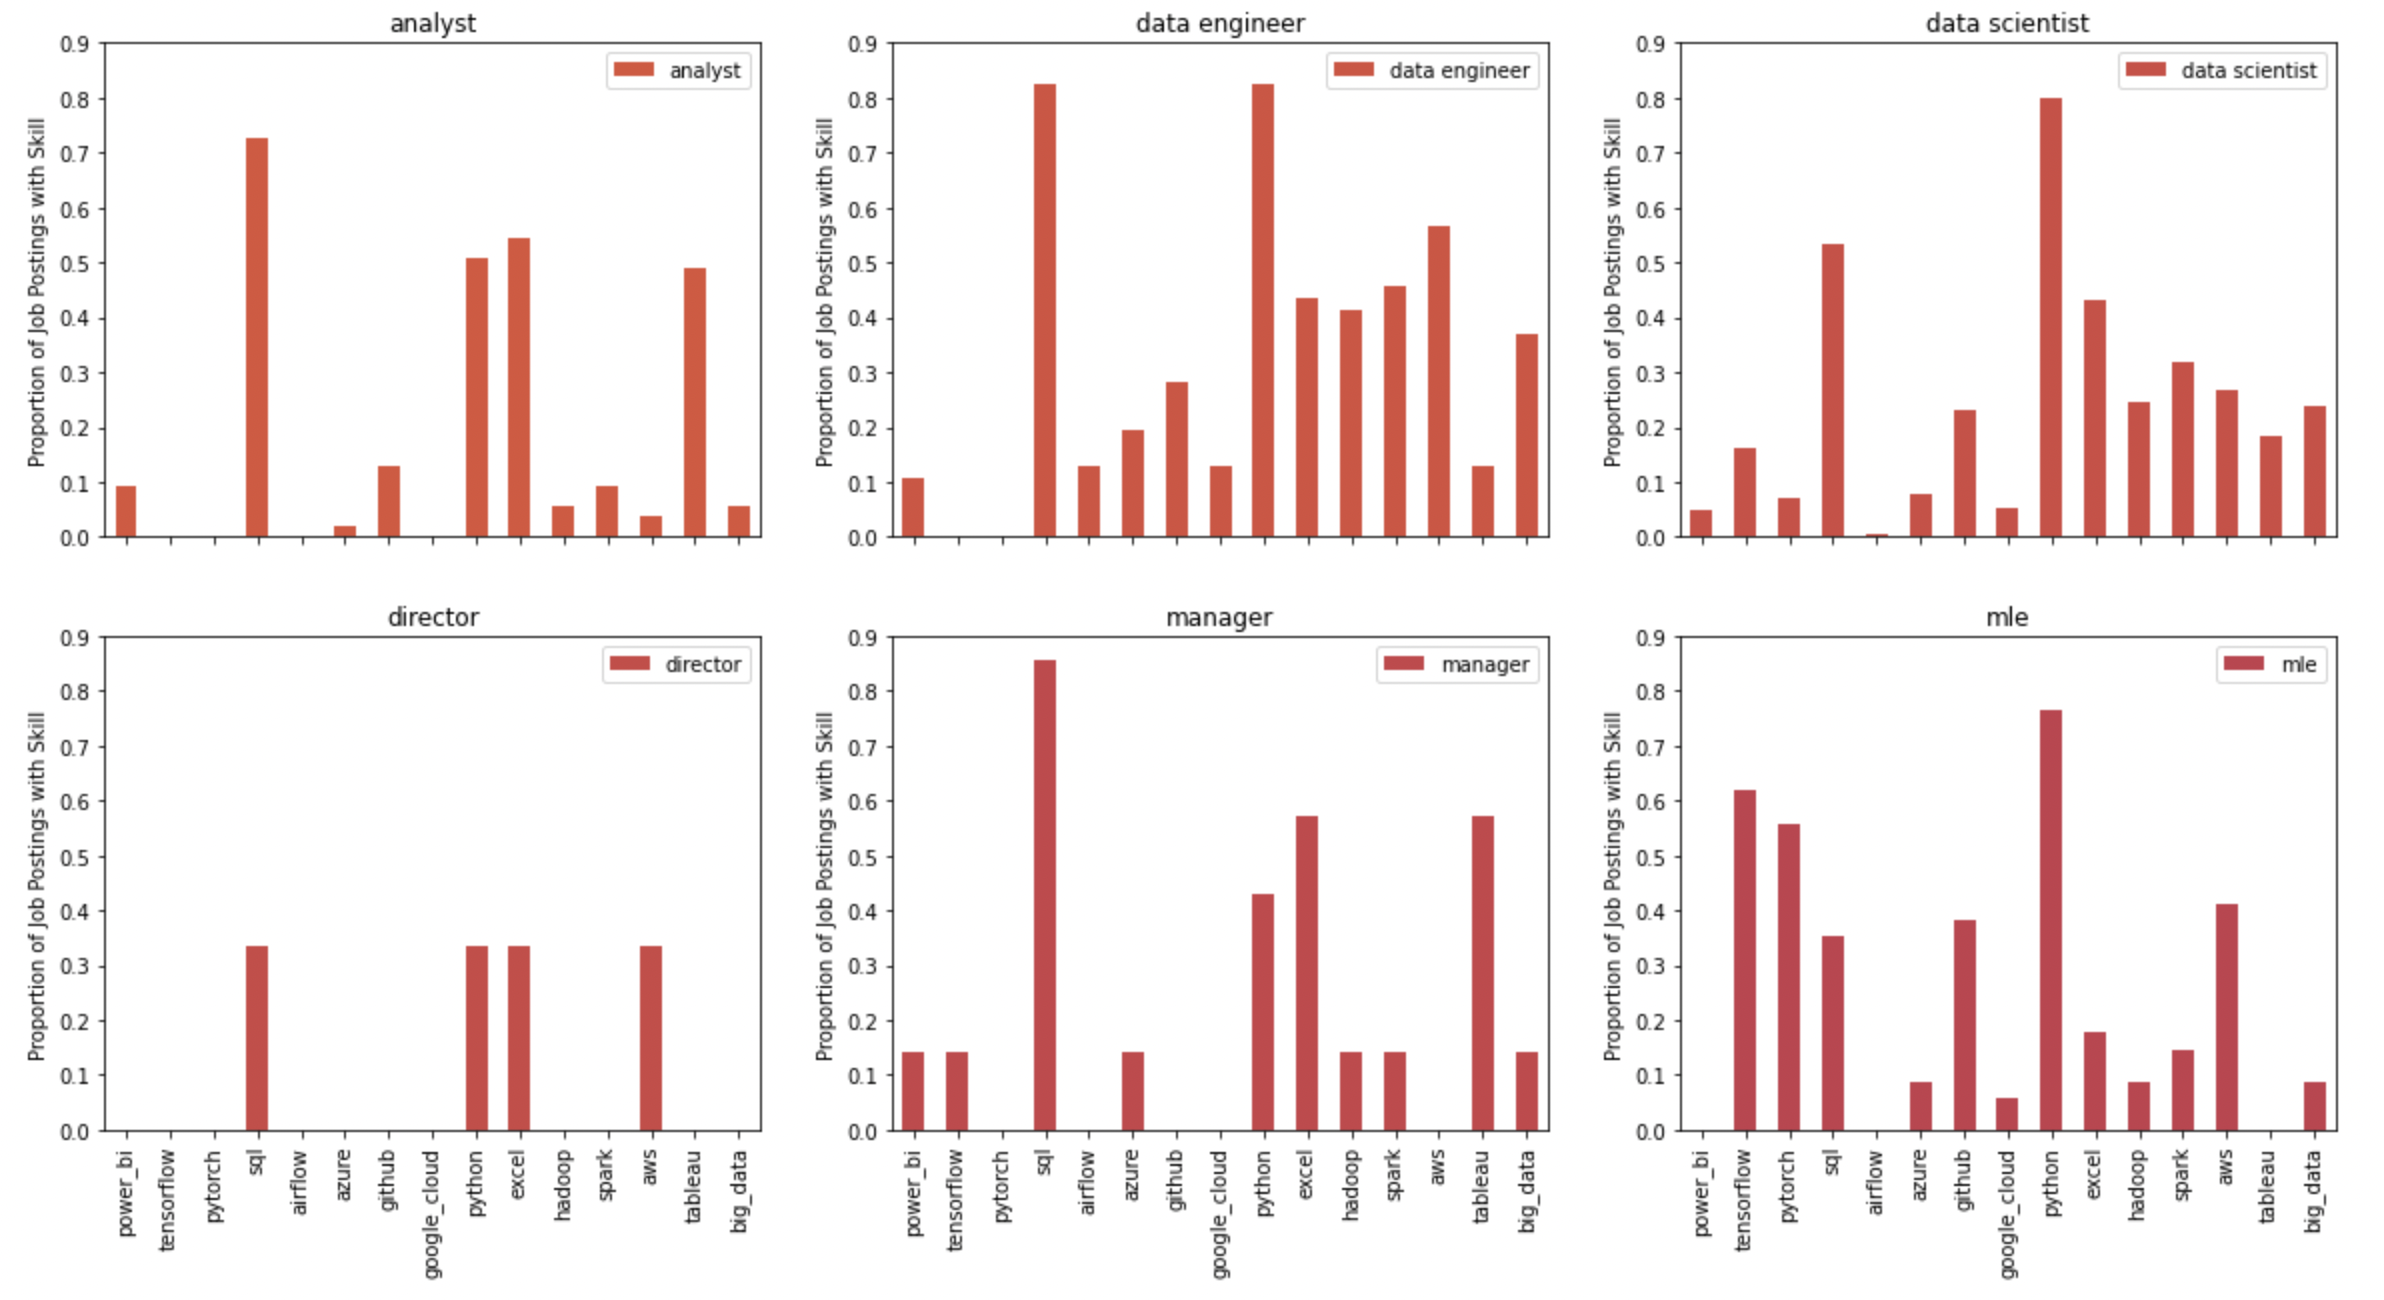 analyst
data engineer
data scientist
analyst
data engineer
data scientist
Proportion of Job Postings with Skill
0.9
0.8
0.7
0.6
0.5
0.4
0.3
0.2
0.1
0.0
Proportion of Job Postings with Skill
0.9
0.8
0.7
0.6
0.5
0.4
0.3
0.2
0.1
0.0
Proportion of Job Postings with Skill
0.9
0.8
0.7
0.6
0.5
0.4
0.3
0.2
0.1
0.0
director
manager
mle
director
manager
mle
Proportion of Job Postings with Skill
0.9
0.8
0.7
0.6
0.5
0.4
0.3
0.2
0.1
0.0
power_bi
tensorflow
pytorch
sql
airflow
azure
github
google_cloud
python
excel
hadoop
spark
aws
tableau
big_data
Proportion of Job Postings with Skill
0.9
0.8
0.7
0.6
0.5
0.4
0.3
0.2
0.1
0.0
power_bi
tensorflow
pytorch
sql
airflow
azure
github
google_cloud
python
excel
hadoop
spark
aws
tableau
big_data
Proportion of Job Postings with Skill
0.9
0.8
0.7
0.6
0.5
0.4
0.3
0.2
0.1
0.0
power_bi
tensorflow
pytorch
sql
airflow
azure
github
google_cloud
python
excel
hadoop
spark
aws
tableau
big_data